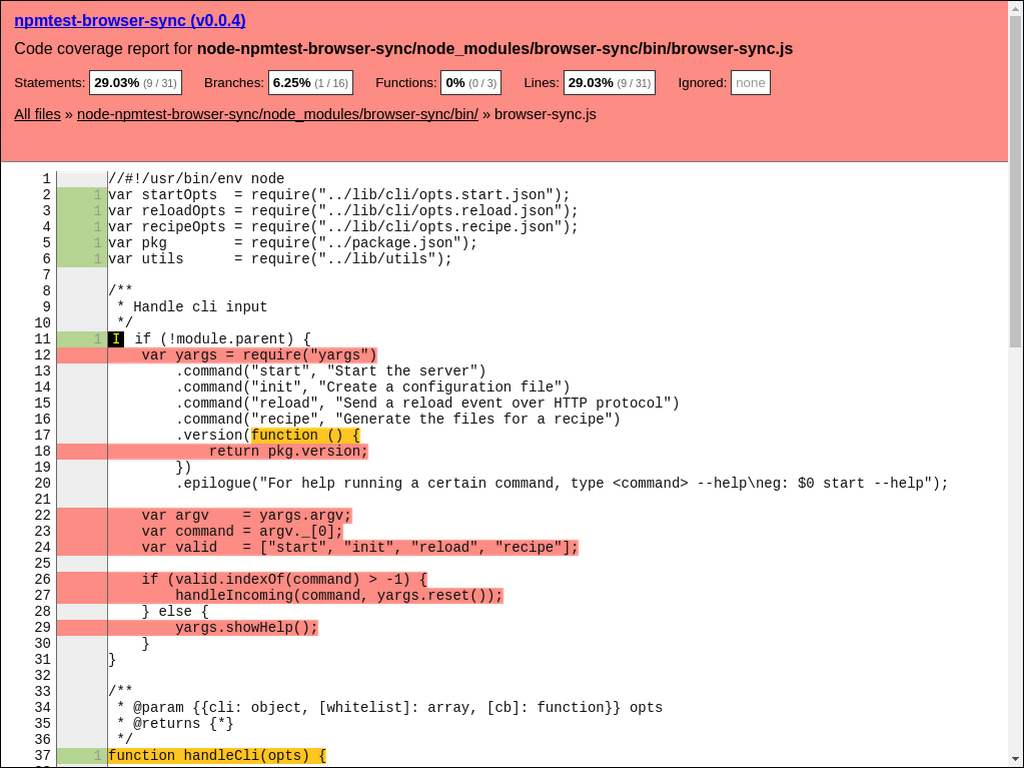 npmtest-browser-sync (v0.0.4)
Code coverage report for node-npmtest-browser-sync/node_modules/browser-sync/bin/browser-sync.js
Statements: 29.03% (9 / 31) Branches: 6.25% (1 / 16) Functions: 0% (0 / 3) Lines: 29.03% (9 / 31) Ignored: none
All files » node-npmtest-browser-sync/node_modules/browser-sync/bin/ » browser-sync.js
1 //#!/usr/bin/env node
2 1 var startOpts  = require("../lib/cli/opts.start.json");
3 1 var reloadOpts = require("../lib/cli/opts.reload.json");
4 1 var recipeOpts = require("../lib/cli/opts.recipe.json");
5 1 var pkg        = require("../package.json");
6 1 var utils      = require("../lib/utils");
7
8 /**
9  * Handle cli input
10  */
11 1 I if (!module.parent) {
12     var yargs = require("yargs")
13         .command("start", "Start the server")
14         .command("init", "Create a configuration file")
15         .command("reload", "Send a reload event over HTTP protocol")
16         .command("recipe", "Generate the files for a recipe")
17         .version(function () {
18             return pkg.version;
19         })
20         .epilogue("For help running a certain command, type <command> --help\neg: $0 start --help");
21
22     var argv    = yargs.argv;
23     var command = argv._[0];
24     var valid   = ["start", "init", "reload", "recipe"];
25
26     if (valid.indexOf(command) > -1) {
27         handleIncoming(command, yargs.reset());
28     } else {
29         yargs.showHelp();
30     }
31 }
32
33 /**
34  * @param {{cli: object, [whitelist]: array, [cb]: function}} opts
35  * @returns {*}
36  */
37 1 function handleCli(opts) {